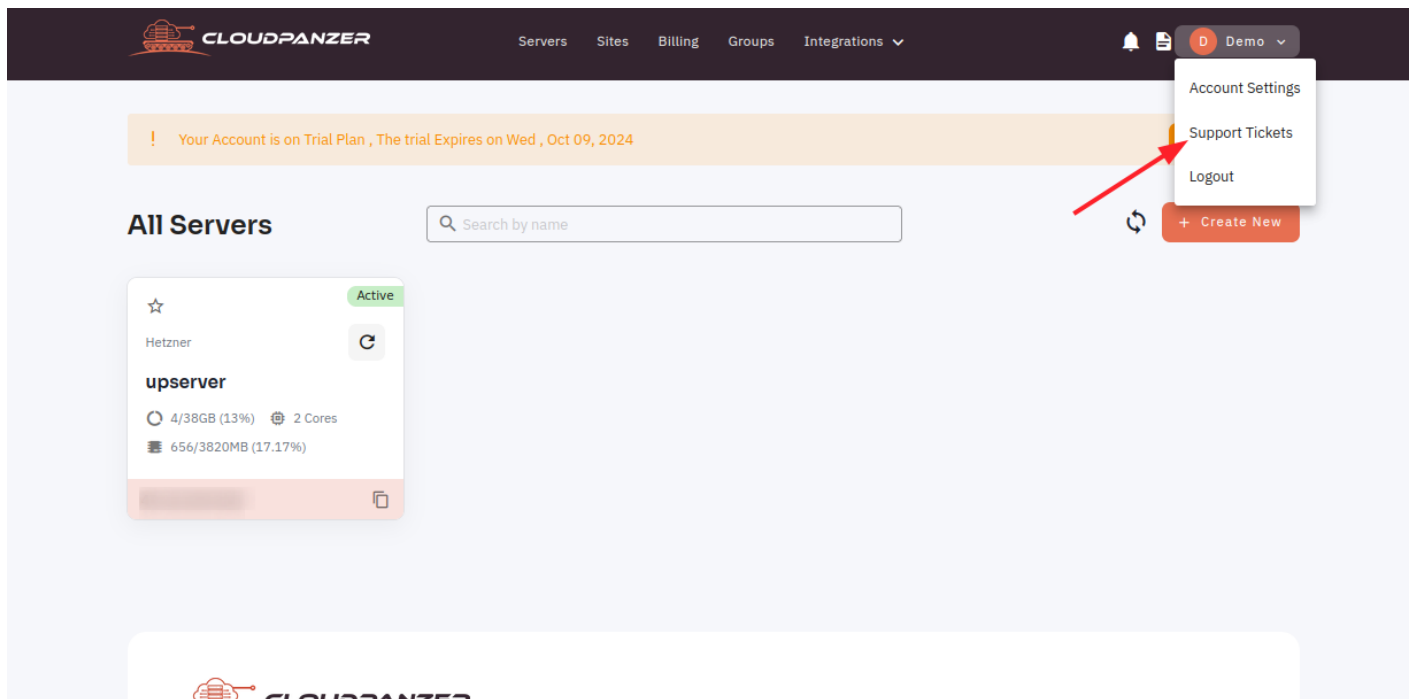 CLOUDPANZER
Servers Sites Billing Groups Integrations
D Demo
Account Settings
Support Tickets
Logout
! Your Account is on Trial Plan , The trial Expires on Wed , Oct 09, 2024
All Servers
Search by name
+ Create New
Active
Hetzner
upserver
4/38GB (13%) 2 Cores
656/3820MB (17.17%)
CLOUDPANZER